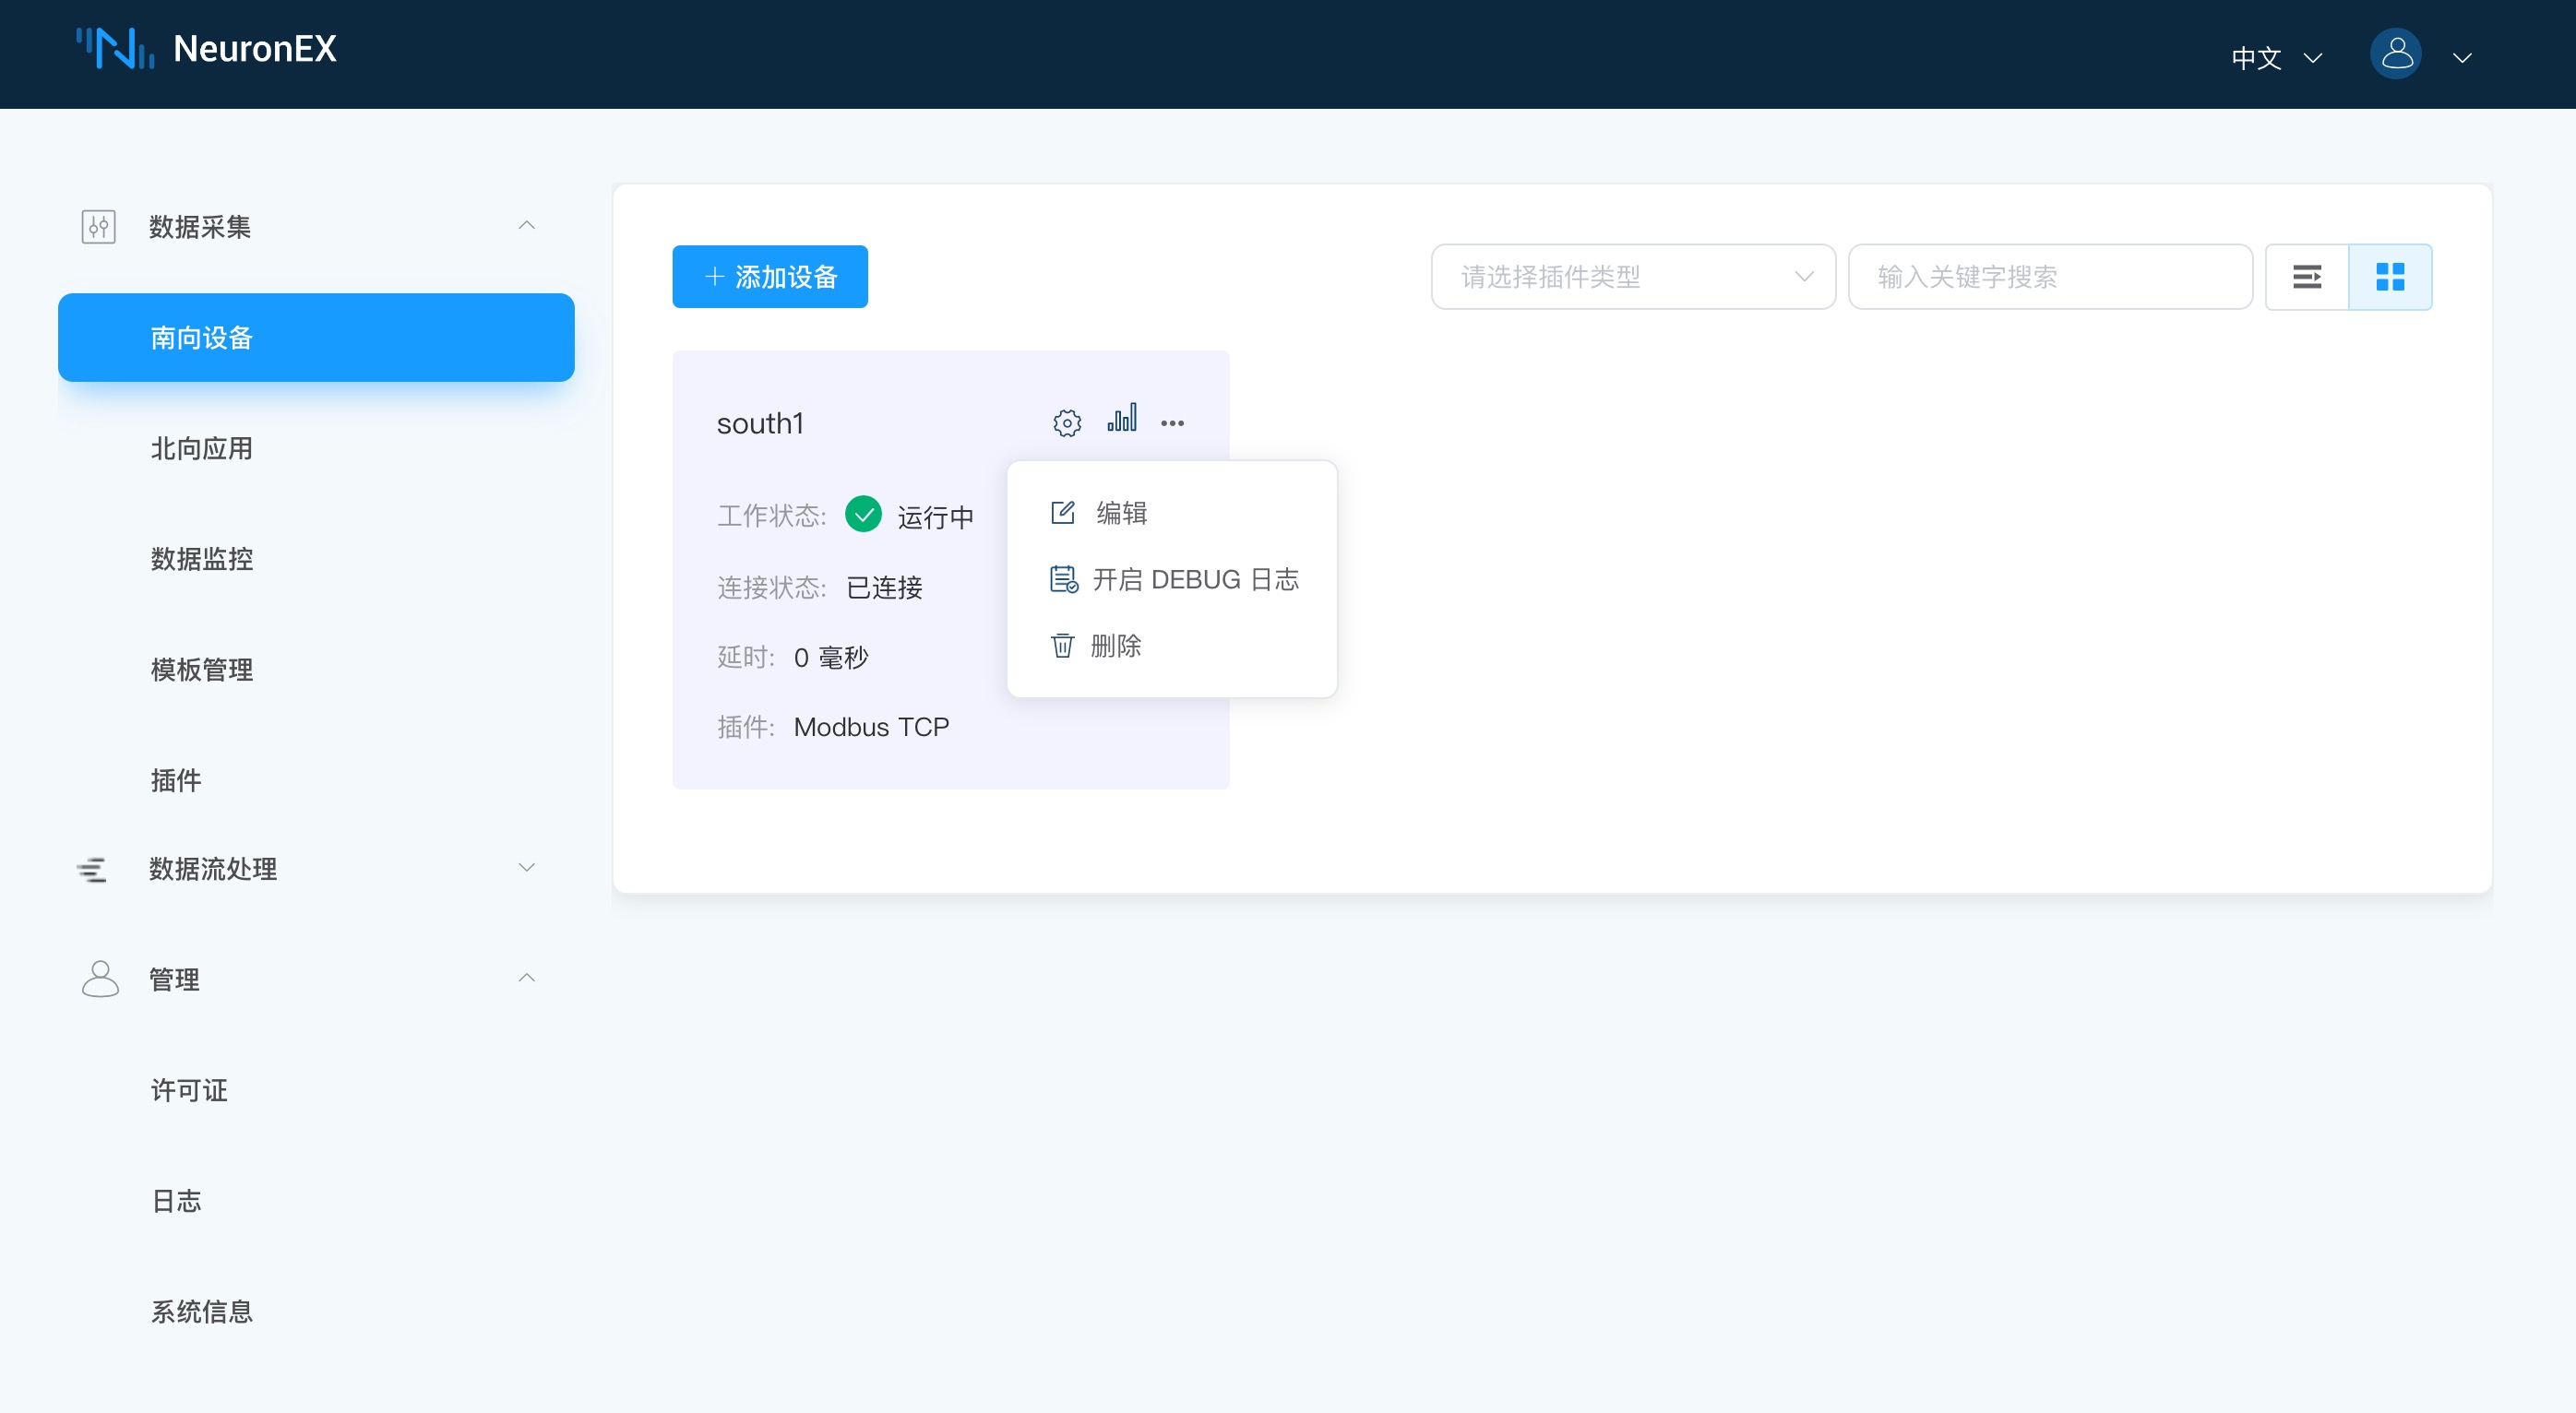 NeuronEX
中文
数据采集
南向设备
北向应用
数据监控
模板管理
插件
数据流处理
管理
许可证
日志
系统信息
添加设备
请选择插件类型
输入关键字搜索
south1
工作状态: 运行中
连接状态: 已连接
延时: 0 毫秒
插件: Modbus TCP
编辑
开启 DEBUG 日志
删除